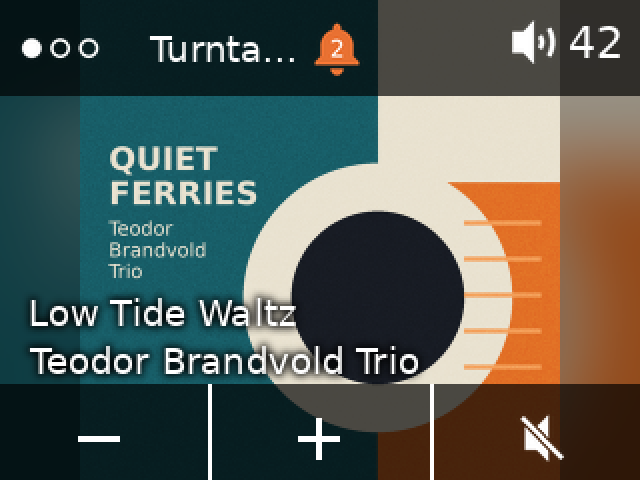 Turnta...
2
42
QUIET
FERRIES
Teodor
Brandvold
Trio
Low Tide Waltz
Teodor Brandvold Trio